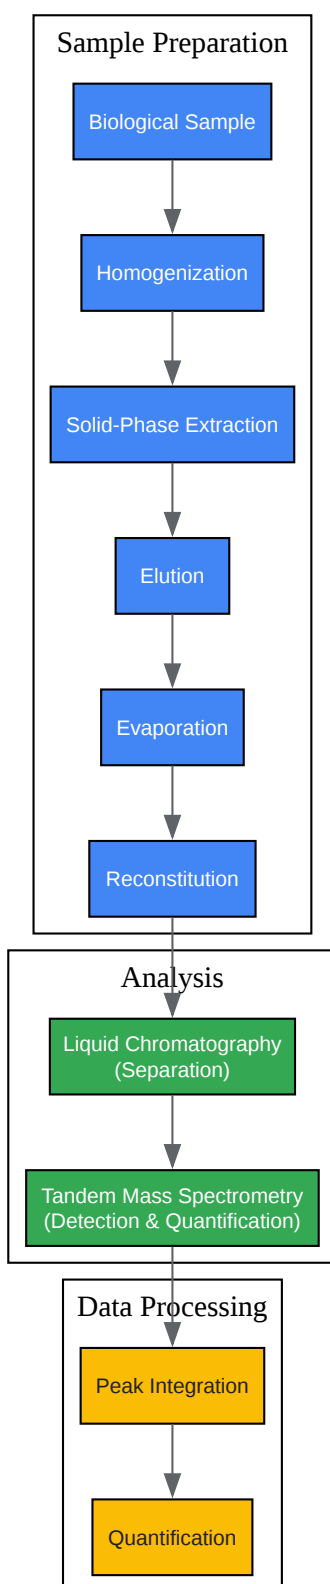 Sample Preparation
Biological Sample
Homogenization
Solid-Phase Extraction
Elution
Evaporation
Reconstitution
Analysis
Liquid Chromatography
(Separation)
Tandem Mass Spectrometry
(Detection & Quantification)
Data Processing
Peak Integration
Quantification